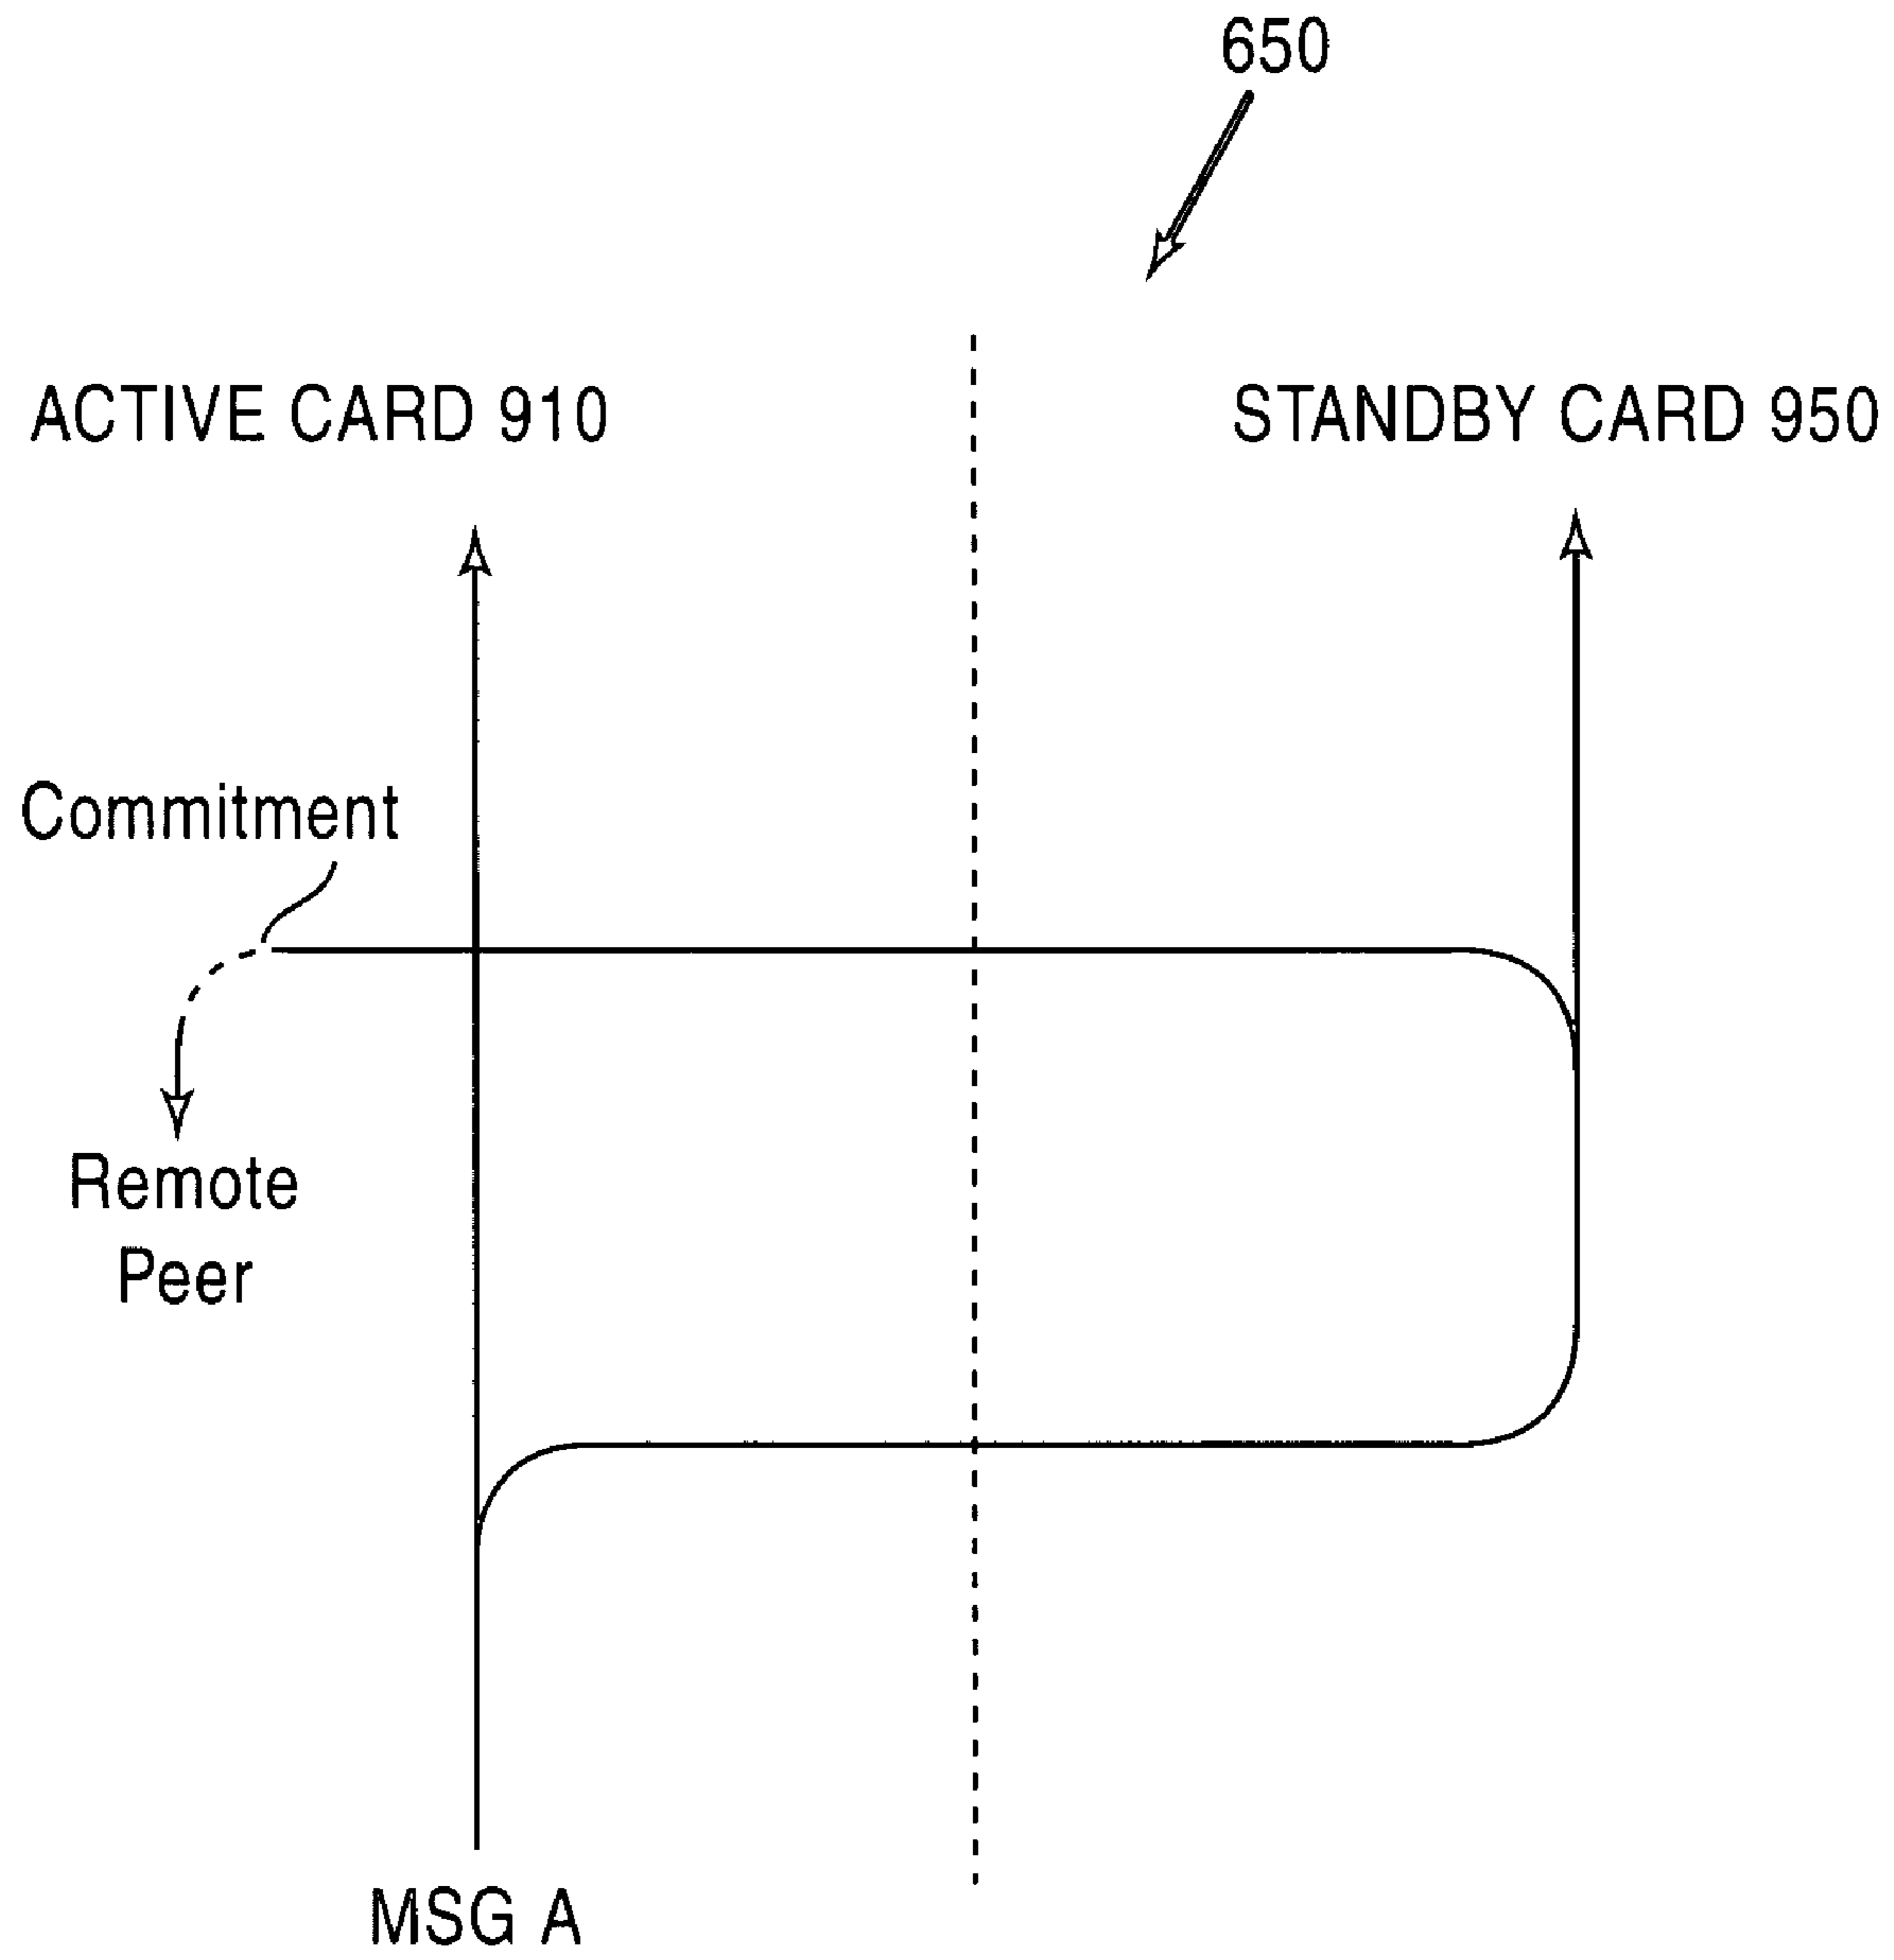 650
ACTIVE CARD 910
STANDBY CARD 950
Commitment
Remote
Peer
MSG A